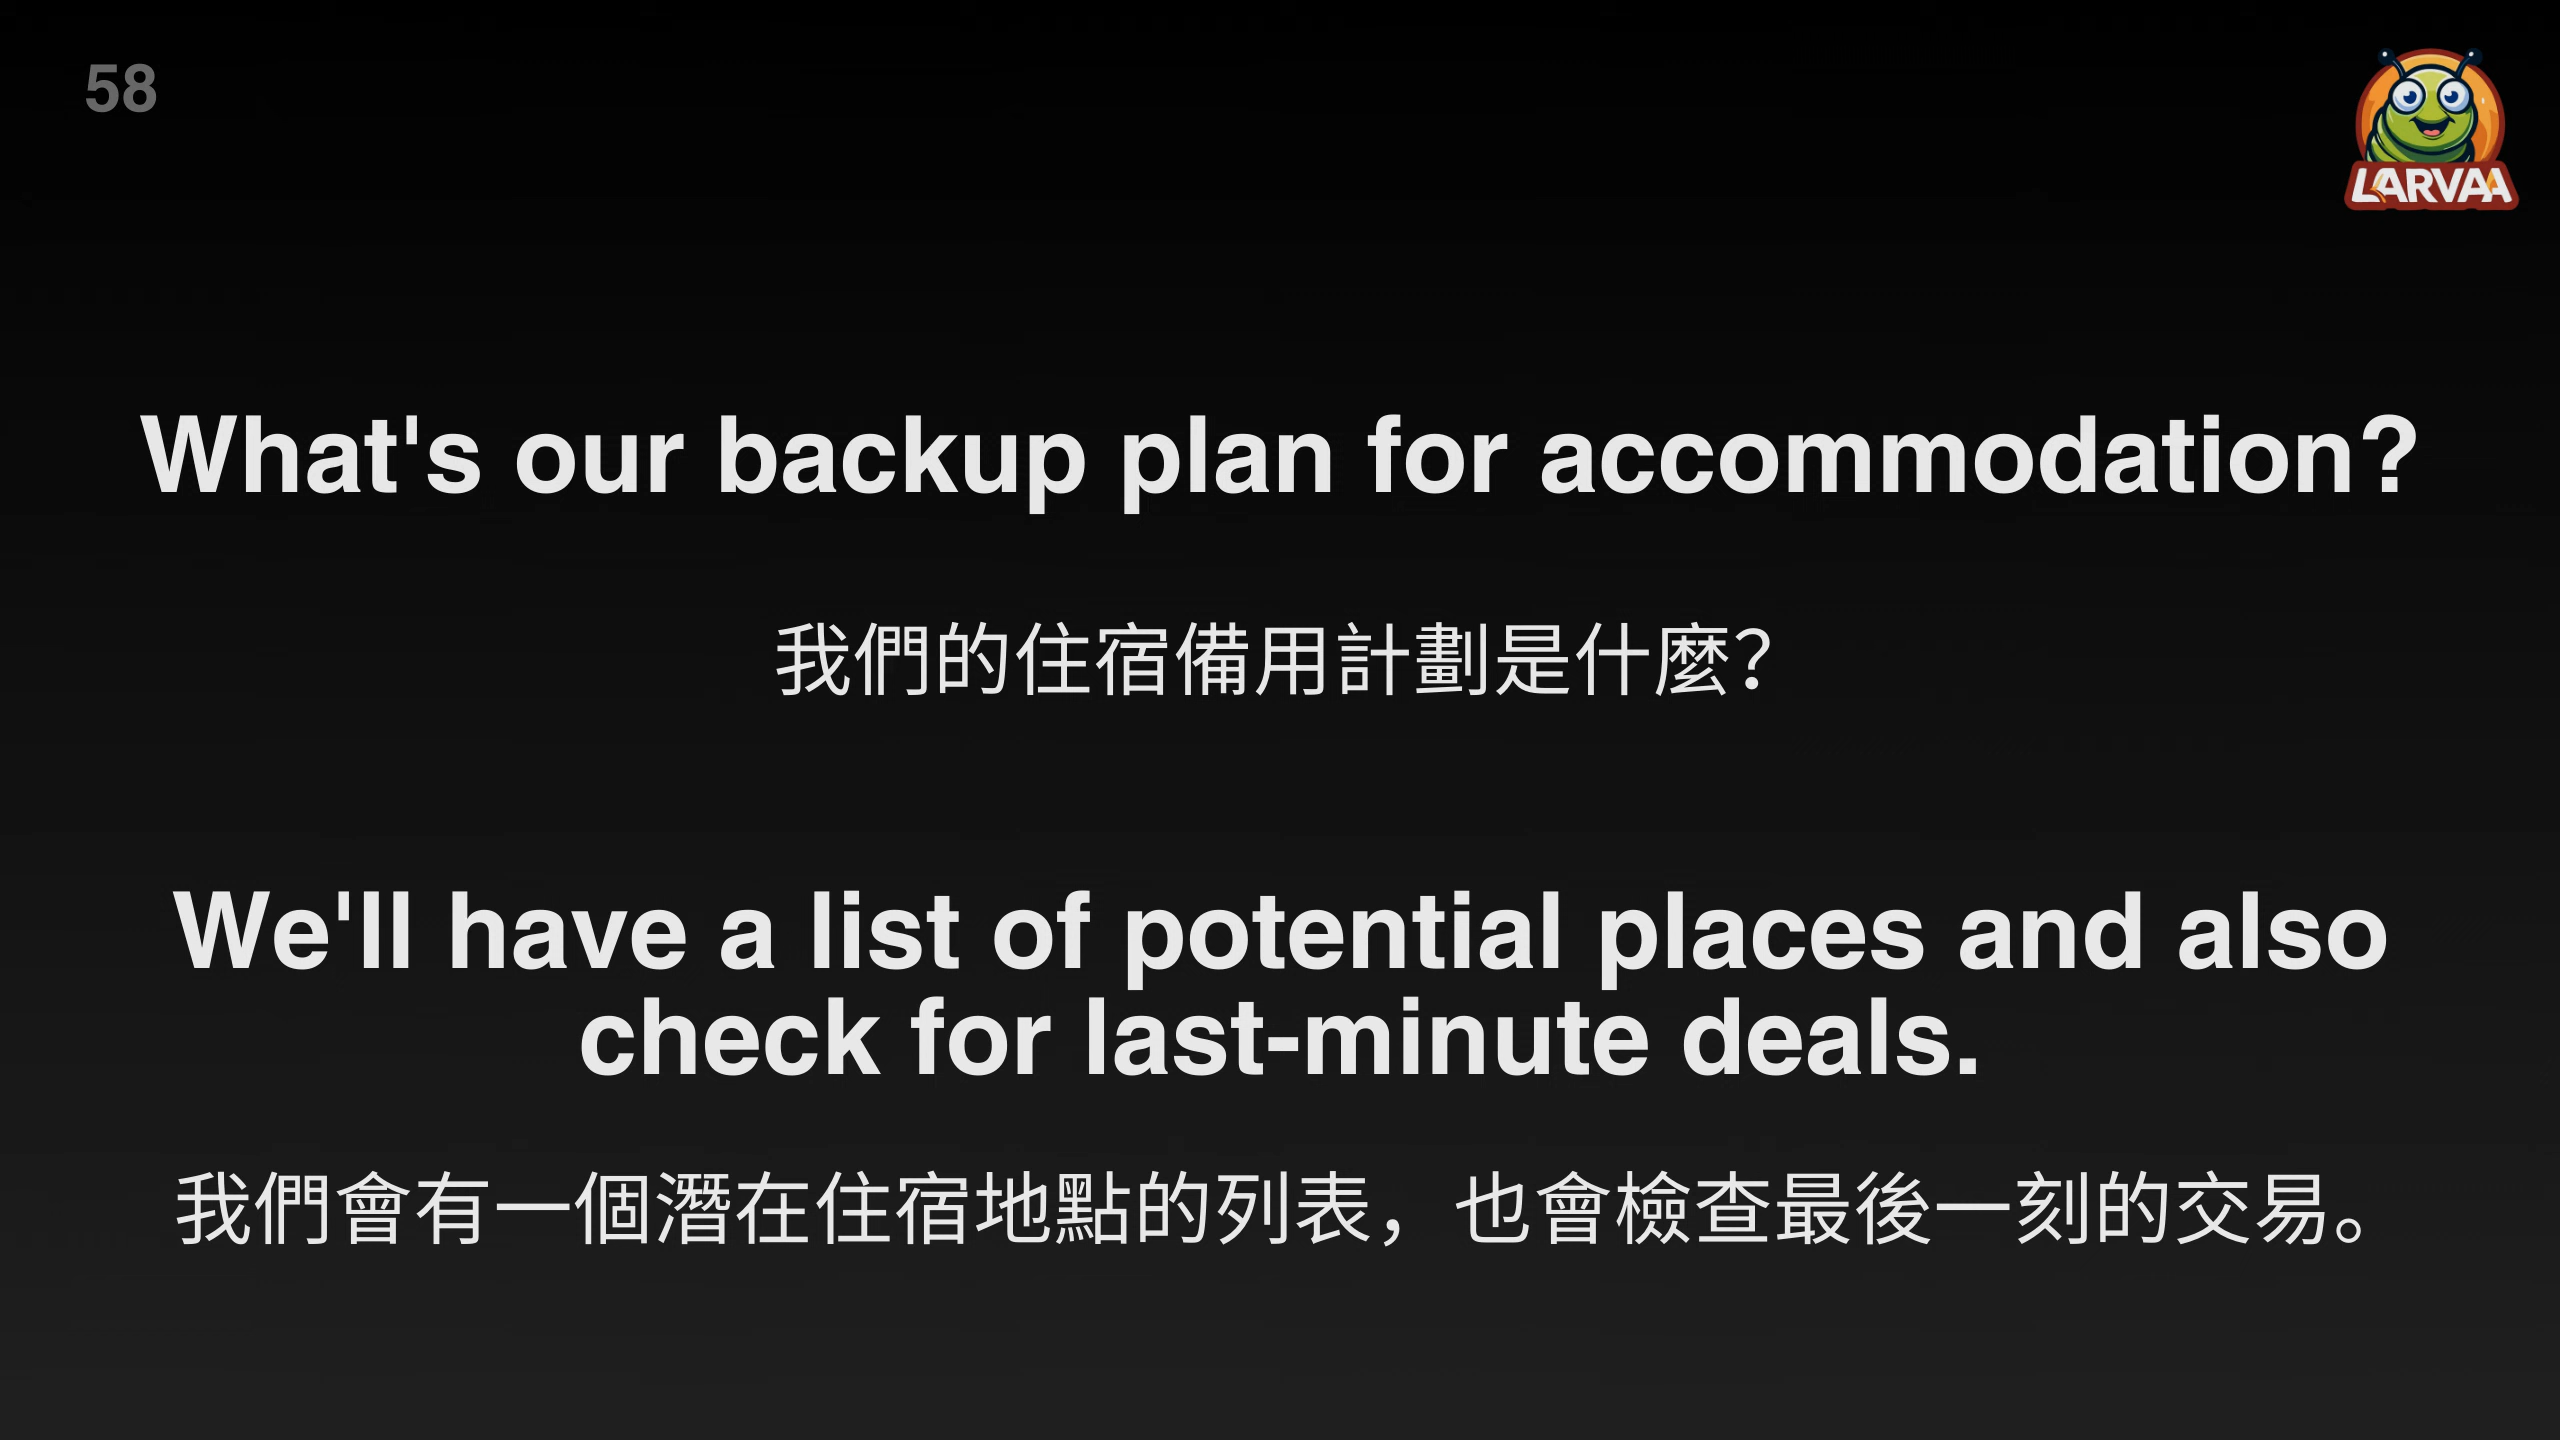 58
LARVAA
What's our backup plan for accommodation?
我們的住宿備用計劃是什麼？
We'll have a list of potential places and also
check for last-minute deals.
我們會有一個潛在住宿地點的列表，也會檢查最後一刻的交易。